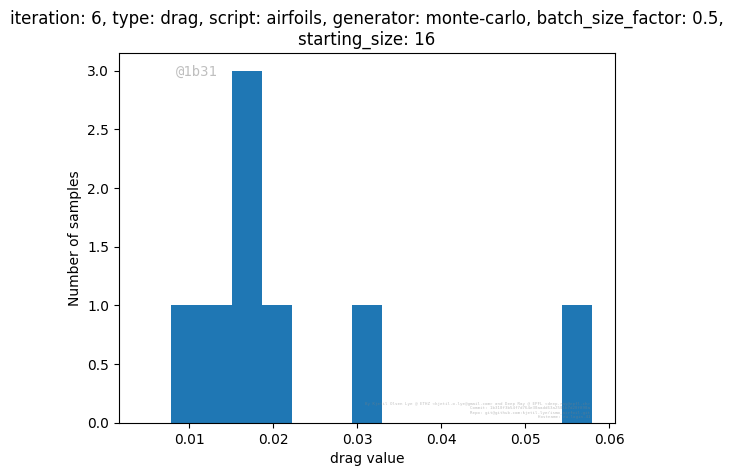 iteration: 6, type: drag, script: airfoils, generator: monte-carlo, batch_size_factor: 0.5,
starting_size: 16
@1b31
3.0
2.5
2.0
1.5
1.0
0.5
0.0
Number of samples
0.01
0.02
0.03
0.04
0.05
0.06
drag value